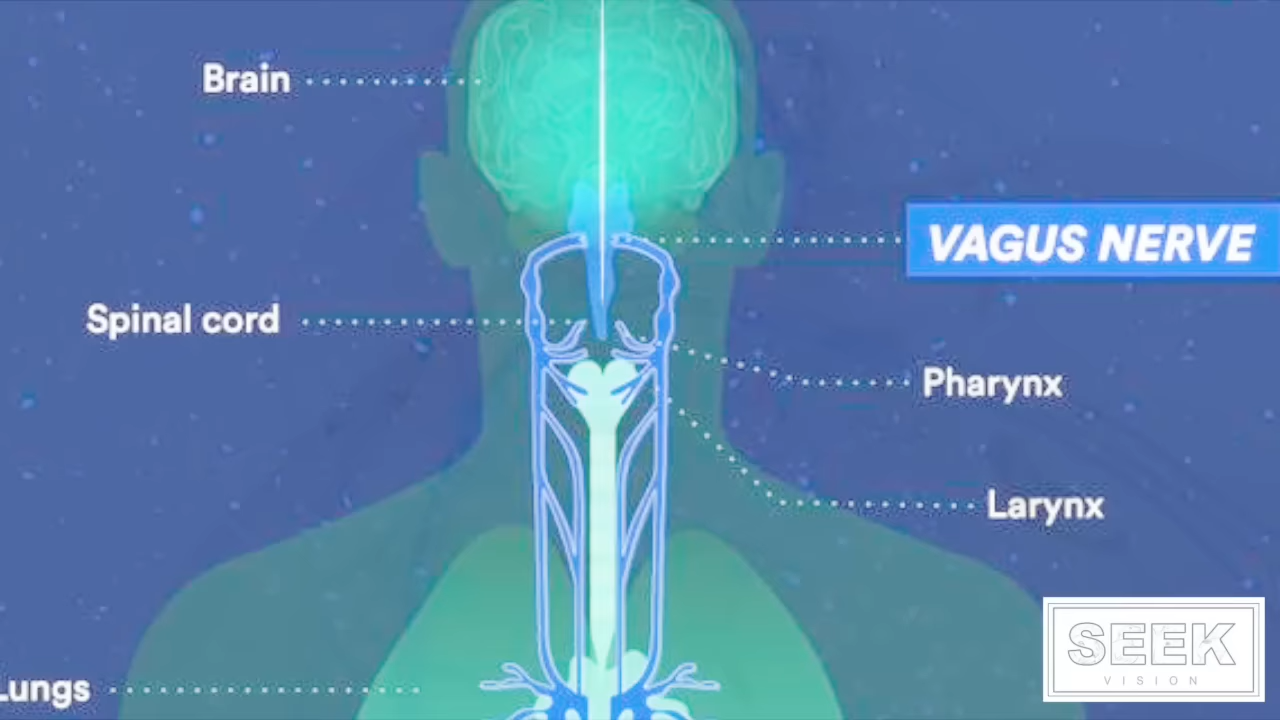 Brain
VAGUS NERVE
Spinal cord
Pharynx
Larynx
Lungs
SEEK
VISION